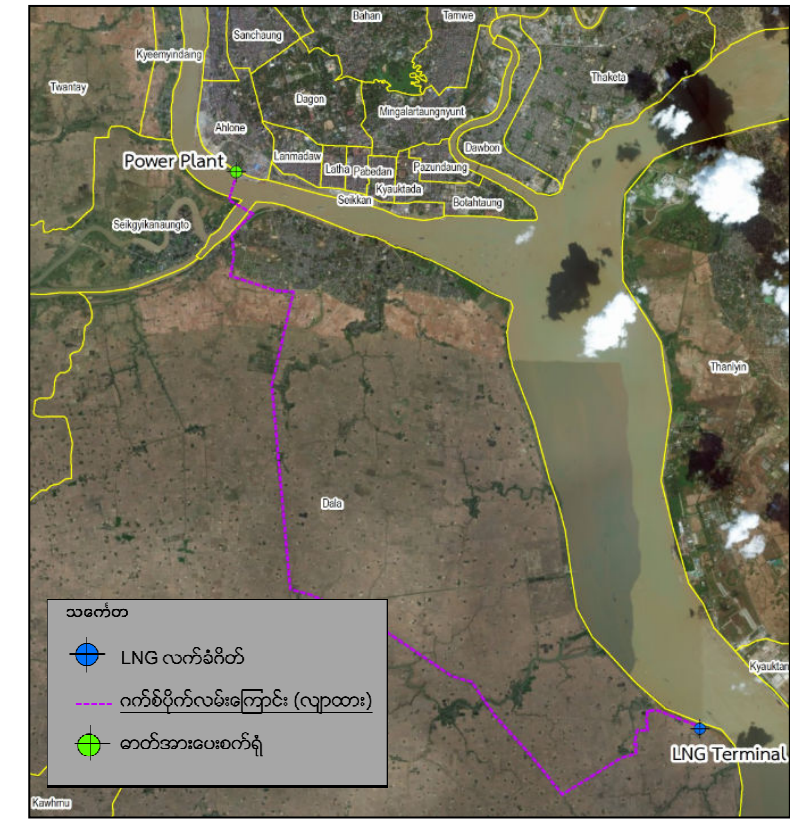 Bahan
Tamwe
Sanchaung
Kyeemyindaing
Thaketa
Twantay
Dagon
Mingalartaungnyunt
Ahlone
Dawbon
Lanmadaw
Power Plant
Latha
Pabedan
Pazundaung
Kyauktada
Seikkan
Botahtaung
Seikgyikanaungto
Thanlyin
Dala
သင်္ကေတ
LNG လက်ခံဂိတ်
ဂက်စ်ပိုက်လမ်းကြောင်း (လျာထား)
ဓာတ်အားပေးစက်ရုံ
Kyauktan
LNG Terminal
Kawhmu